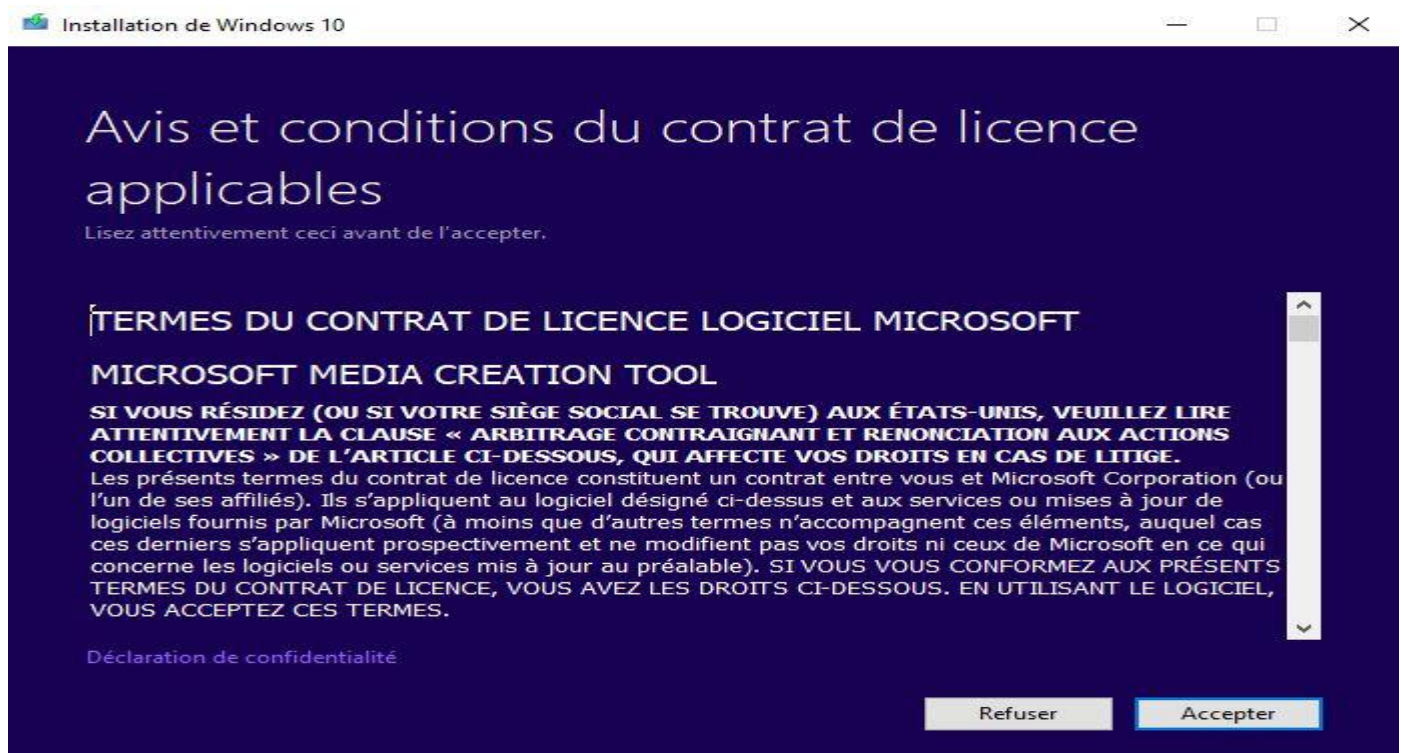 Installation de Windows 10
Avis et conditions du contrat de licence
applicables
Lisez attentivement ceci avant de l'accepter.
TERMES DU CONTRAT DE LICENCE LOGICIEL MICROSOFT
MICROSOFT MEDIA CREATION TOOL
SI VOUS RÉSIDEZ (OU SI VOTRE SIÈGE SOCIAL SE TROUVE) AUX ÉTATS-UNIS, VEUILLEZ LIRE
ATTENTIVEMENT LA CLAUSE « ARBITRAGE CONTRAIGNANT ET RENONCIATION AUX ACTIONS
COLLECTIVES » DE L'ARTICLE CI-DESSOUS, QUI AFFECTE VOS DROITS EN CAS DE LITIGE.
Les présents termes du contrat de licence constituent un contrat entre vous et Microsoft Corporation (ou
l'un de ses affiliés). Ils s'appliquent au logiciel désigné ci-dessus et aux services ou mises à jour de
logiciels fournis par Microsoft (à moins que d'autres termes n'accompagnent ces éléments, auquel cas
ces derniers s'appliquent prospectivement et ne modifient pas vos droits ni ceux de Microsoft en ce qui
concerne les logiciels ou services mis à jour au préalable). SI VOUS VOUS CONFORMEZ AUX PRÉSENTS
TERMES DU CONTRAT DE LICENCE, VOUS AVEZ LES DROITS CI-DESSOUS. EN UTILISANT LE LOGICIEL,
VOUS ACCEPTEZ CES TERMES.
Déclaration de confidentialité
Refuser
Accepter